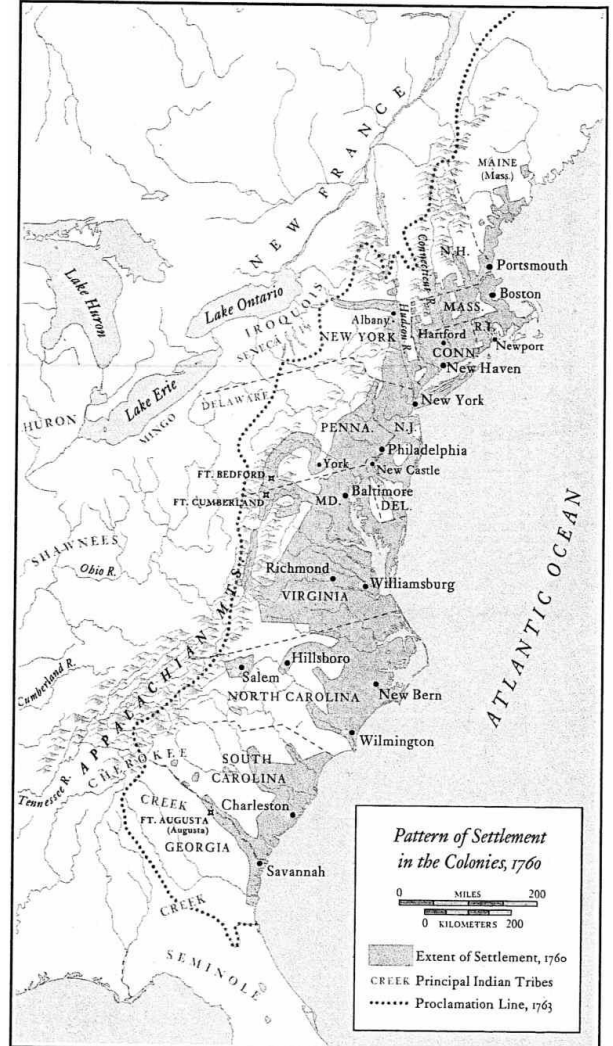 NEW FRANCE
MAINE
(Mass.)
Lake Huron
Connecticut R.
N.H.
Portsmouth
Lake Ontario
IROQUOIS
SENECA
Albany
Hudson R.
MASS.
Boston
NEW YORK
Hartford
R.I.
CONN.
Newport
New Haven
Lake Erie
DELAWARE
HURON
MINGO
New York
PENNA.
N.J.
Philadelphia
York
New Castle
FT. BEDFORD
FT. CUMBERLAND
MD.
Baltimore
DEL.
SHAWNEES
Ohio R.
Richmond
Williamsburg
VIRGINIA
ATLANTIC OCEAN
APPALACHIAN MTS.
Cumberland R.
Hillsboro
Salem
NORTH CAROLINA
New Bern
Wilmington
Tennessee R.
CHEROKEE
SOUTH
CAROLINA
CREEK
Charleston
FT. AUGUSTA
(Augusta)
GEORGIA
Savannah
CREEK
SEMINOLE
Pattern of Settlement
in the Colonies, 1760
0 MILES 200
0 KILOMETERS 200
Extent of Settlement, 1760
CREEK Principal Indian Tribes
Proclamation Line, 1763